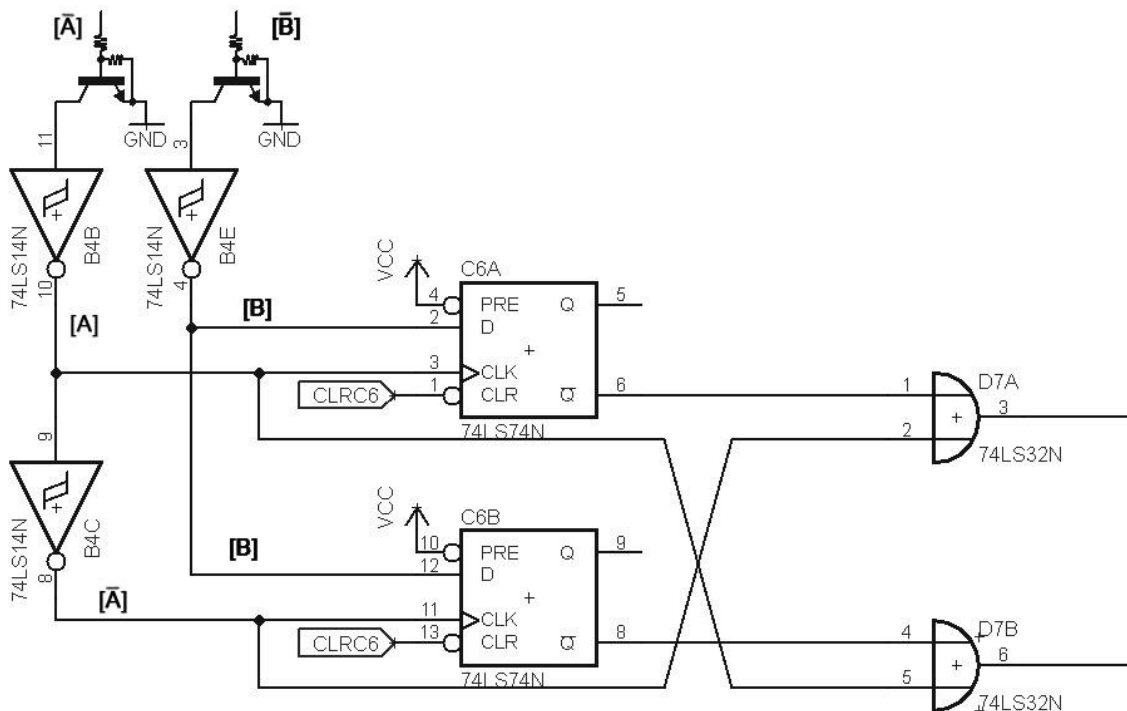 [Ā] [B̄]
GND GND
11 3
74LS14N B4B 74LS14N B4E
10 4
[A] [B]
VCC C6A
4 PRE Q 5
2 D
3 CLK
CLRC6 1 CLR Q̄ 6
74LS74N
1 D7A
2 3
74LS32N
9
74LS14N B4C
8
[Ā] [B]
VCC C6B
10 PRE Q 9
12 D
11 CLK
CLRC6 13 CLR Q̄ 8
74LS74N
4 D7B
5 6
74LS32N